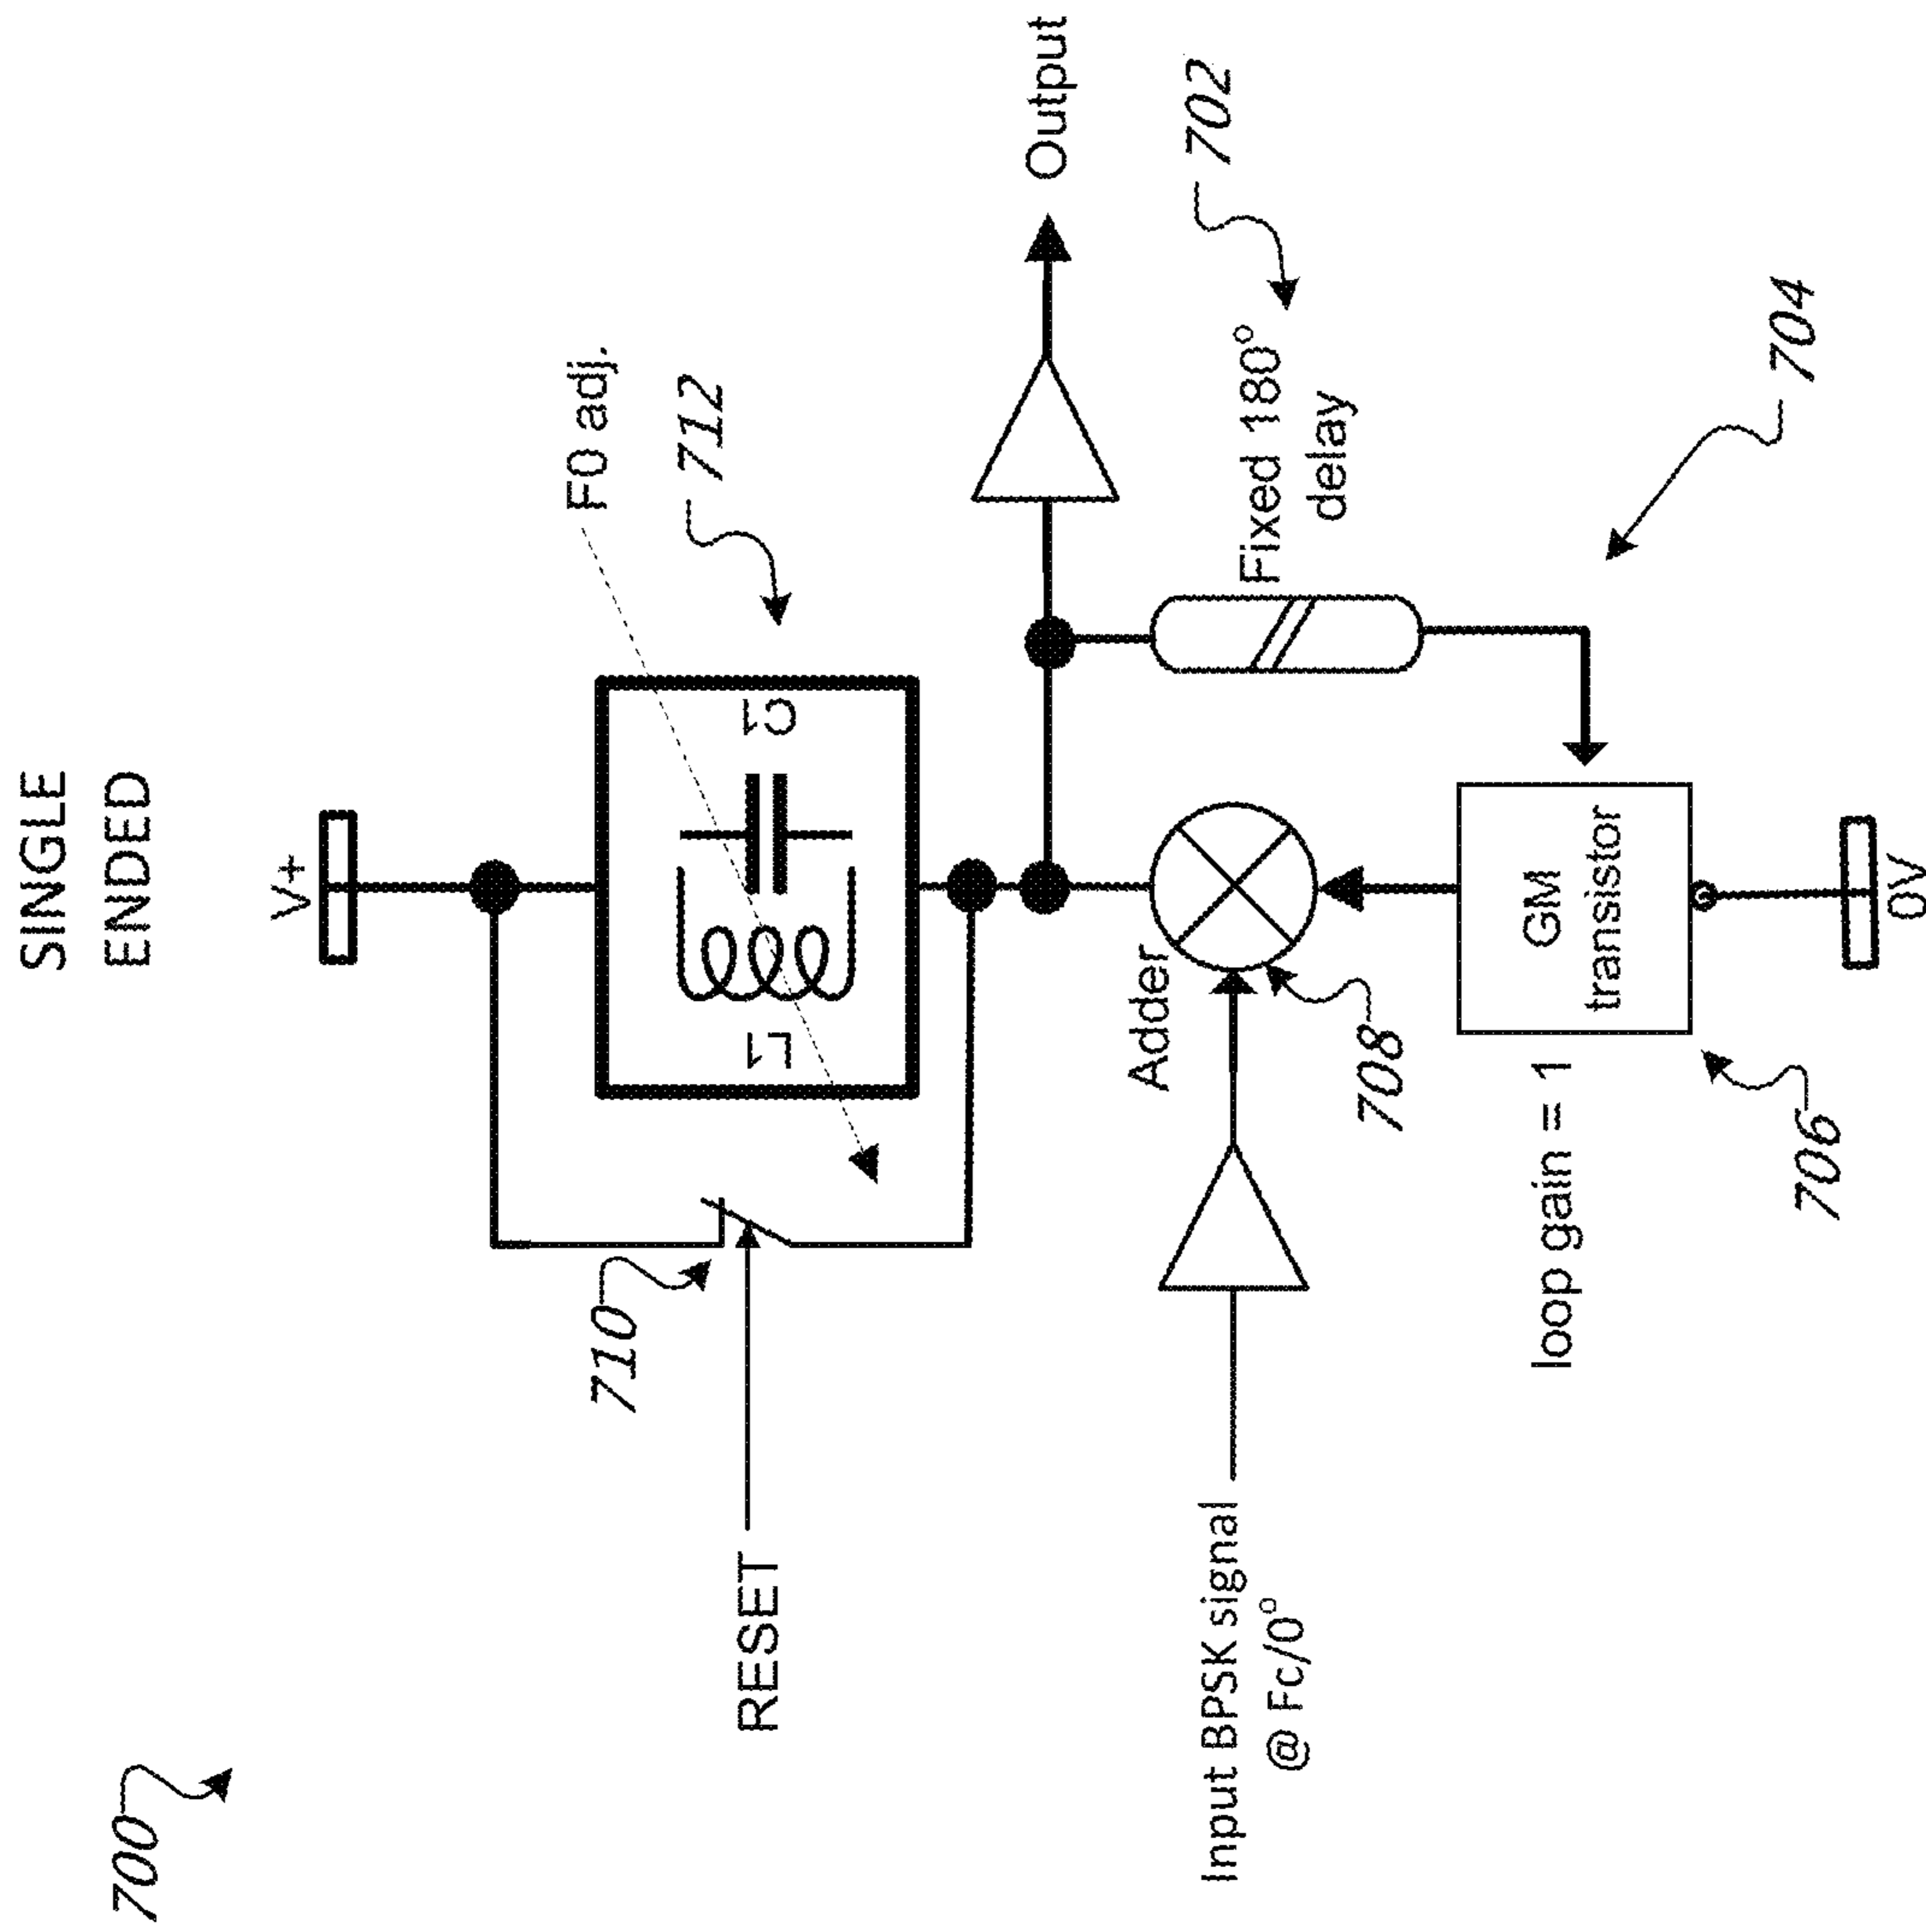 700
SINGLE
ENDED
V+
F0 adj.
712
L1
C1
710
RESET
Output
702
Fixed 180°
delay
Adder
708
Input BPSK signal
@ Fc/0°
704
GM
transistor
loop gain = 1
706
0V